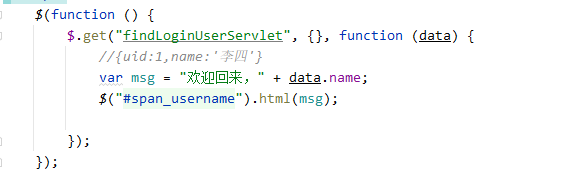 $(function () {
$.get("findLoginUserServlet", {}, function (data) {
//{uid:1,name:'李四'}
var msg = "欢迎回来，" + data.name;
$("#span_username").html(msg);
});
});